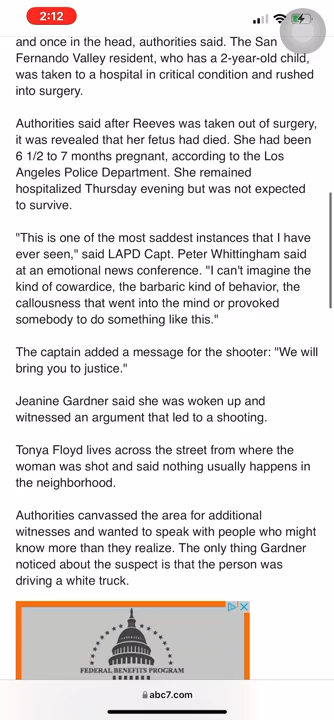 2:12
and once in the head, authorities said. The San
Fernando Valley resident, who has a 2-year-old child,
was taken to a hospital in critical condition and rushed
into surgery.
Authorities said after Reeves was taken out of surgery,
it was revealed that her fetus had died. She had been
6 1/2 to 7 months pregnant, according to the Los
Angeles Police Department. She remained
hospitalized Thursday evening but was not expected
to survive.
"This is one of the most saddest instances that I have
ever seen," said LAPD Capt. Peter Whittingham said
at an emotional news conference. "I can't imagine the
kind of cowardice, the barbaric kind of behavior, the
callousness that went into the mind or provoked
somebody to do something like this."
The captain added a message for the shooter: "We will
bring you to justice."
Jeanine Gardner said she was woken up and
witnessed an argument that led to a shooting.
Tonya Floyd lives across the street from where the
woman was shot and said nothing usually happens in
the neighborhood.
Authorities canvassed the area for additional
witnesses and wanted to speak with people who might
know more than they realize. The only thing Gardner
noticed about the suspect is that the person was
driving a white truck.
FEDERAL BENEFITS PROGRAM
abc7.com